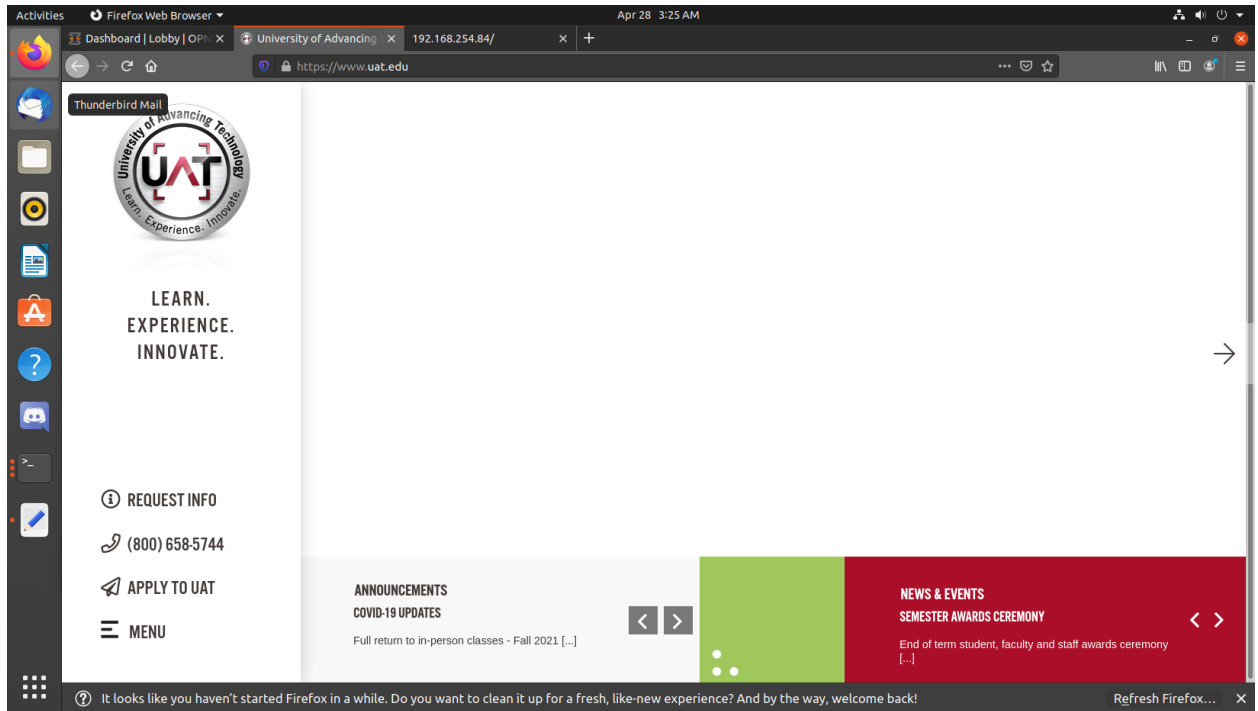 Activities
Firefox Web Browser
Apr 28 3:25 AM
Dashboard | Lobby | OPN
University of Advancing T
192.168.254.84/
https://www.uat.edu
Thunderbird Mail
University of Advancing Technology
UAT
Learn. Experience. Innovate.
LEARN.
EXPERIENCE.
INNOVATE.
REQUEST INFO
(800) 658-5744
APPLY TO UAT
MENU
ANNOUNCEMENTS
COVID-19 UPDATES
Full return to in-person classes - Fall 2021 [...]
NEWS & EVENTS
SEMESTER AWARDS CEREMONY
End of term student, faculty and staff awards ceremony
[...]
It looks like you haven't started Firefox in a while. Do you want to clean it up for a fresh, like-new experience? And by the way, welcome back!
Refresh Firefox...